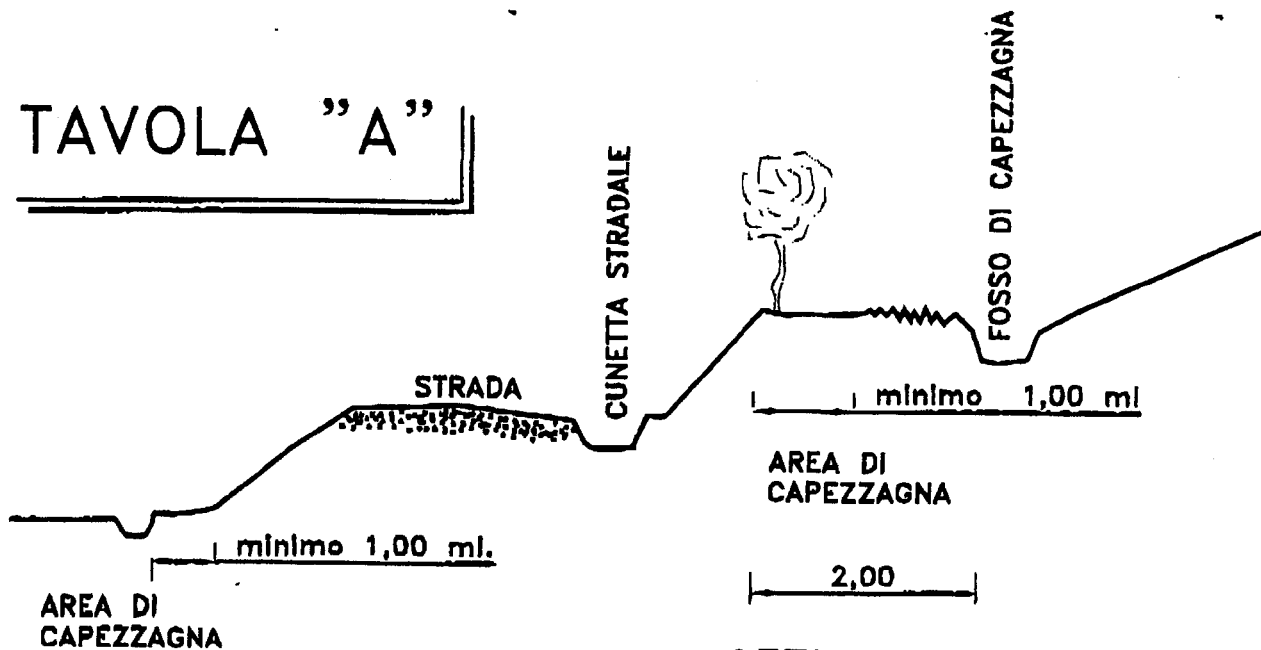 TAVOLA "A"
STRADA
CUNETTA STRADALE
FOSSO DI CAPEZZAGNA
minimo 1,00 ml
AREA DI
CAPEZZAGNA
minimo 1,00 ml.
AREA DI
CAPEZZAGNA
2,00